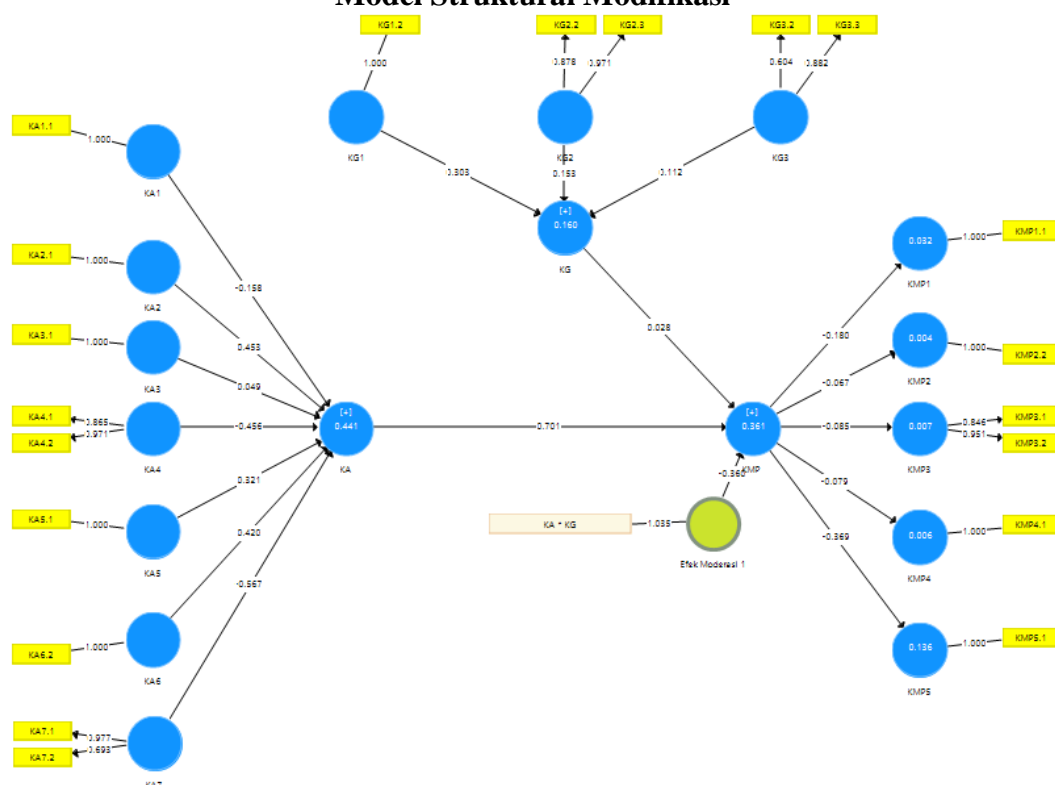 Model Struktural Modifikasi
KG1.2 KG2.2 KG2.3 KG3.2 KG3.3
1.000 0.878 0.971 0.604 0.882
KG1 KG2 KG3
0.303 0.153 0.112
[+]
0.160
KG
0.028
KA1.1 1.000
KA1
-0.158
KA2.1 1.000
KA2
0.453
KA3.1 1.000
KA3
0.049
KA4.1 0.865
KA4.2 0.971
KA4
-0.456
KA5.1 1.000
KA5
0.321
KA6.2 1.000
KA6
0.420
KA7.1 0.977
KA7.2 0.693
KA7
-0.567
[+]
0.441
KA
0.701
[+]
0.361
KMP
-0.360
KA * KG 1.035
Efek Moderasi 1
-0.180
0.032 1.000 KMP1.1
KMP1
-0.067
0.004 1.000 KMP2.2
KMP2
-0.085
0.007 0.846 KMP3.1
0.951 KMP3.2
KMP3
-0.079
0.006 1.000 KMP4.1
KMP4
-0.369
0.136 1.000 KMP5.1
KMP5